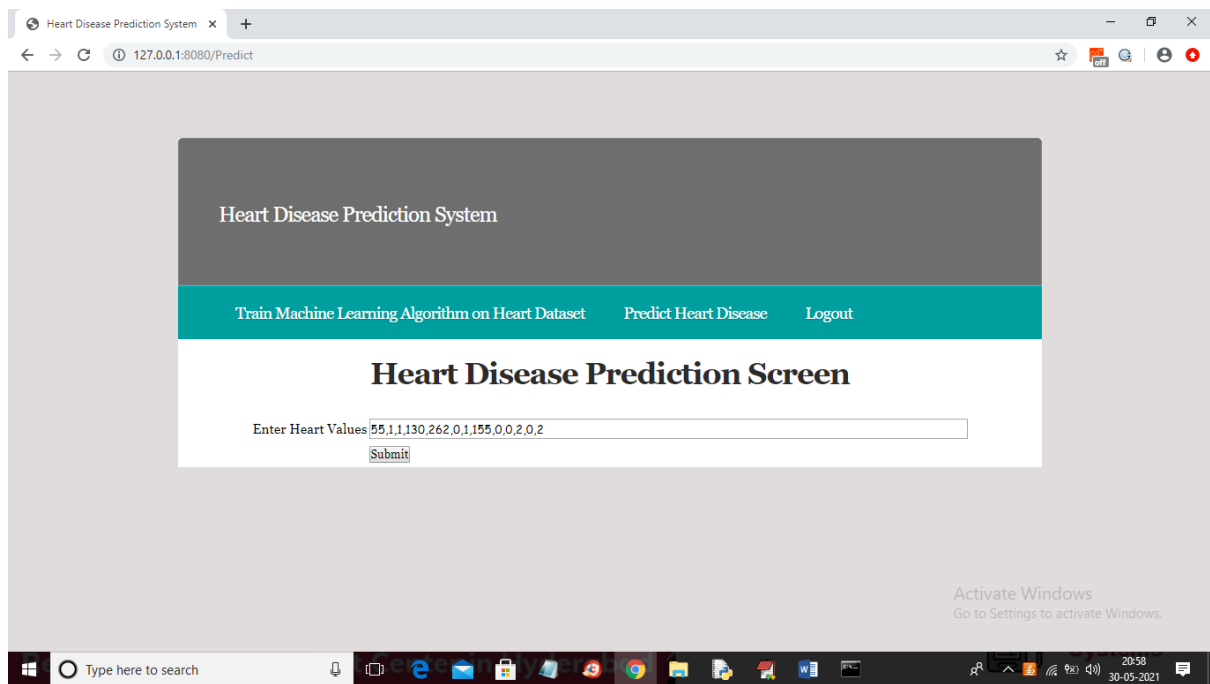 Heart Disease Prediction System
127.0.0.1:8080/Predict
off
Heart Disease Prediction System
Train Machine Learning Algorithm on Heart Dataset Predict Heart Disease Logout
Heart Disease Prediction Screen
Enter Heart Values 55,1,1,130,262,0,1,155,0,0,2,0,2
Submit
Activate Windows
Go to Settings to activate Windows.
Type here to search
20:58
30-05-2021